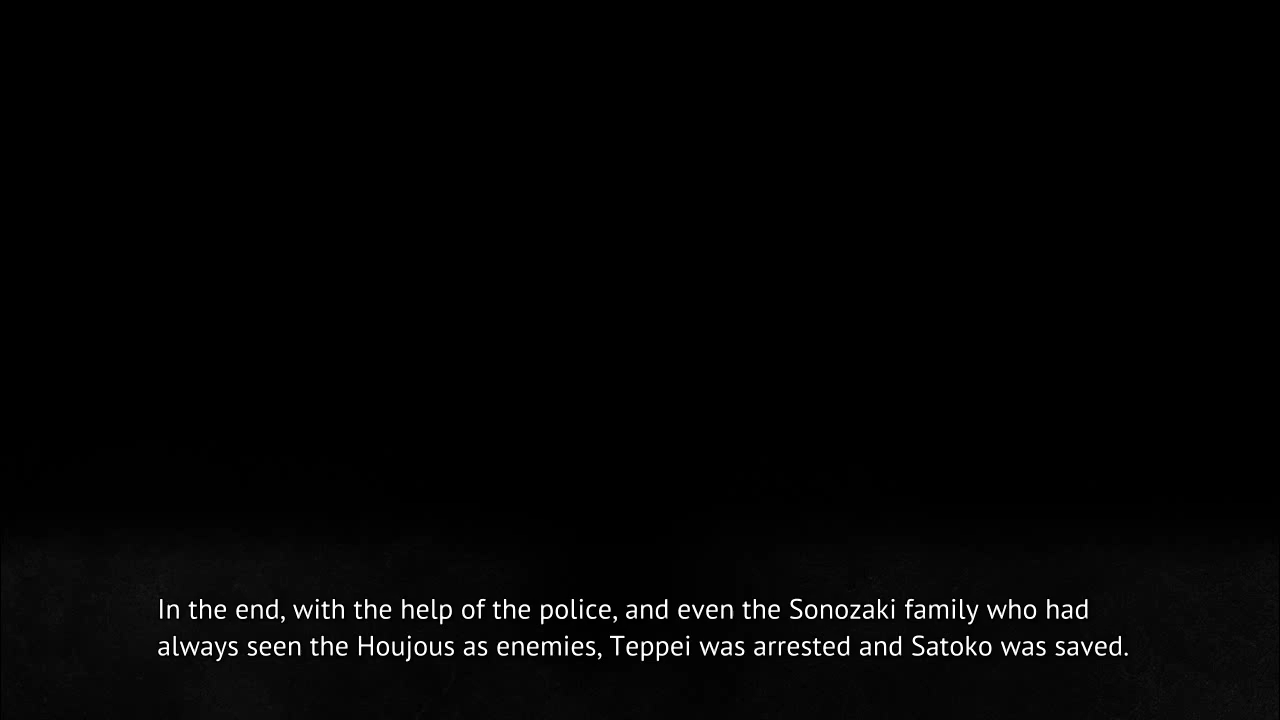 In the end, with the help of the police, and even the Sonozaki family who had
always seen the Houjous as enemies, Teppei was arrested and Satoko was saved.